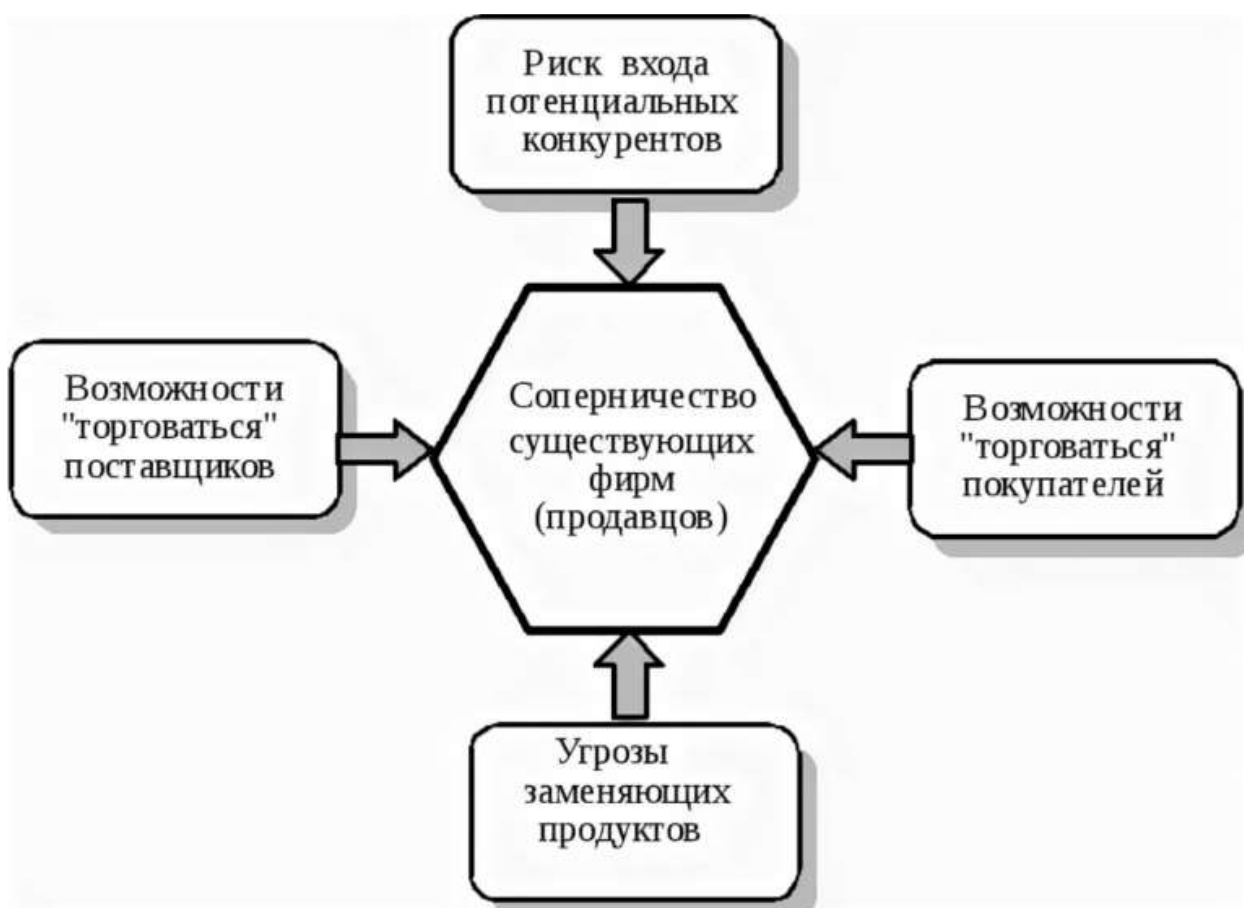 Риск входа
потенциальных
конкурентов
Возможности
"торговаться"
поставщиков
Соперничество
существующих
фирм
(продавцов)
Возможности
"торговаться"
покупателей
Угрозы
заменяющих
продуктов